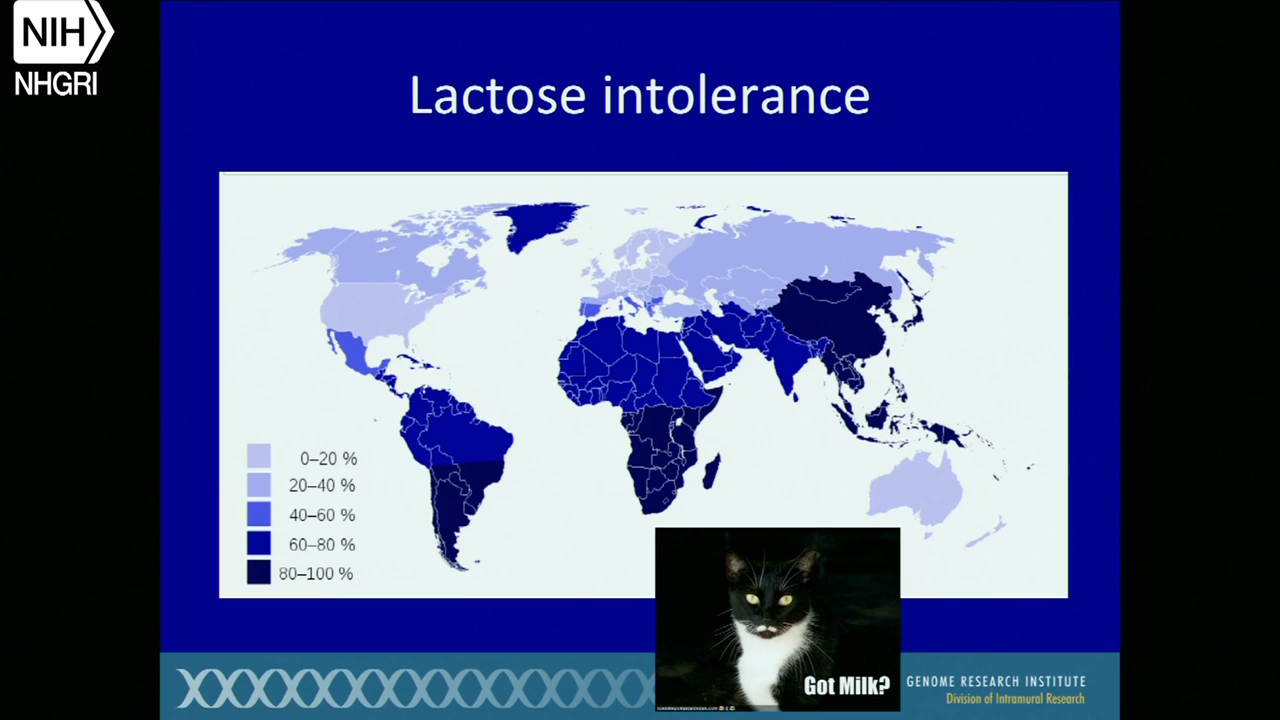 NIH
NHGRI
Lactose intolerance
0–20 %
20–40 %
40–60 %
60–80 %
80–100 %
Got Milk?
GENOME RESEARCH INSTITUTE
Division of Intramural Research